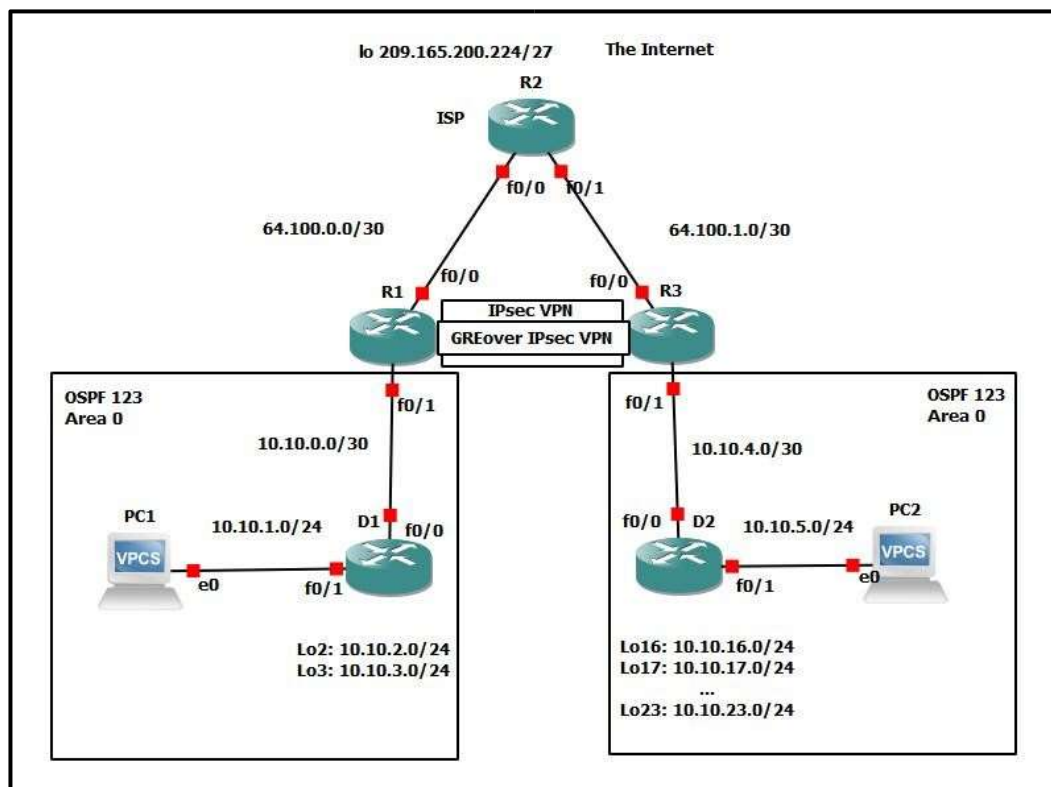 lo 209.165.200.224/27
The Internet
R2
ISP
f0/0
f0/1
64.100.0.0/30
64.100.1.0/30
f0/0
f0/0
R1
R3
IPsec VPN
GREover IPsec VPN
OSPF 123
Area 0
f0/1
10.10.0.0/30
PC1
10.10.1.0/24
D1
f0/0
VPCS
e0
f0/1
Lo2: 10.10.2.0/24
Lo3: 10.10.3.0/24
OSPF 123
Area 0
f0/1
10.10.4.0/30
f0/0
D2
10.10.5.0/24
PC2
VPCS
f0/1
e0
Lo16: 10.10.16.0/24
Lo17: 10.10.17.0/24
...
Lo23: 10.10.23.0/24